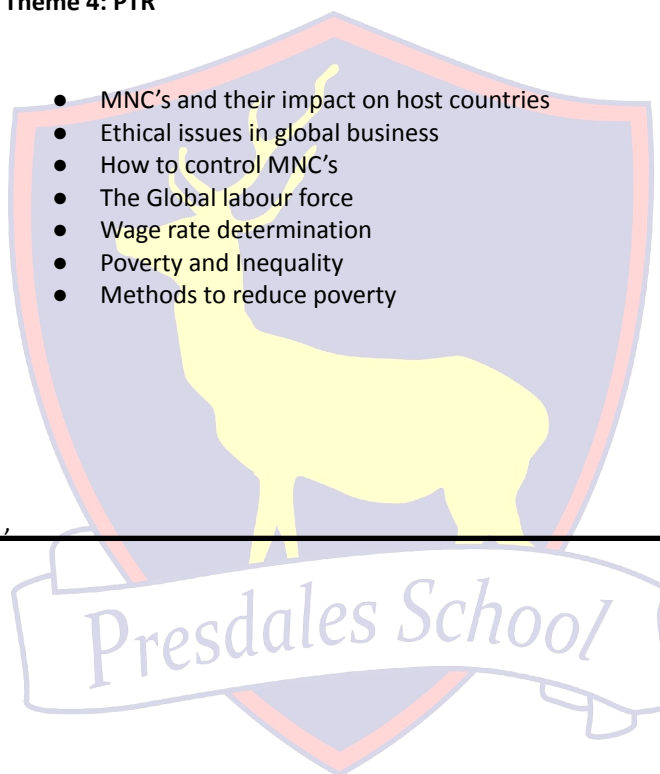 Theme 4: PTR
● MNC’s and their impact on host countries
● Ethical issues in global business
● How to control MNC’s
● The Global labour force
● Wage rate determination
● Poverty and Inequality
● Methods to reduce poverty
,
Presdales School